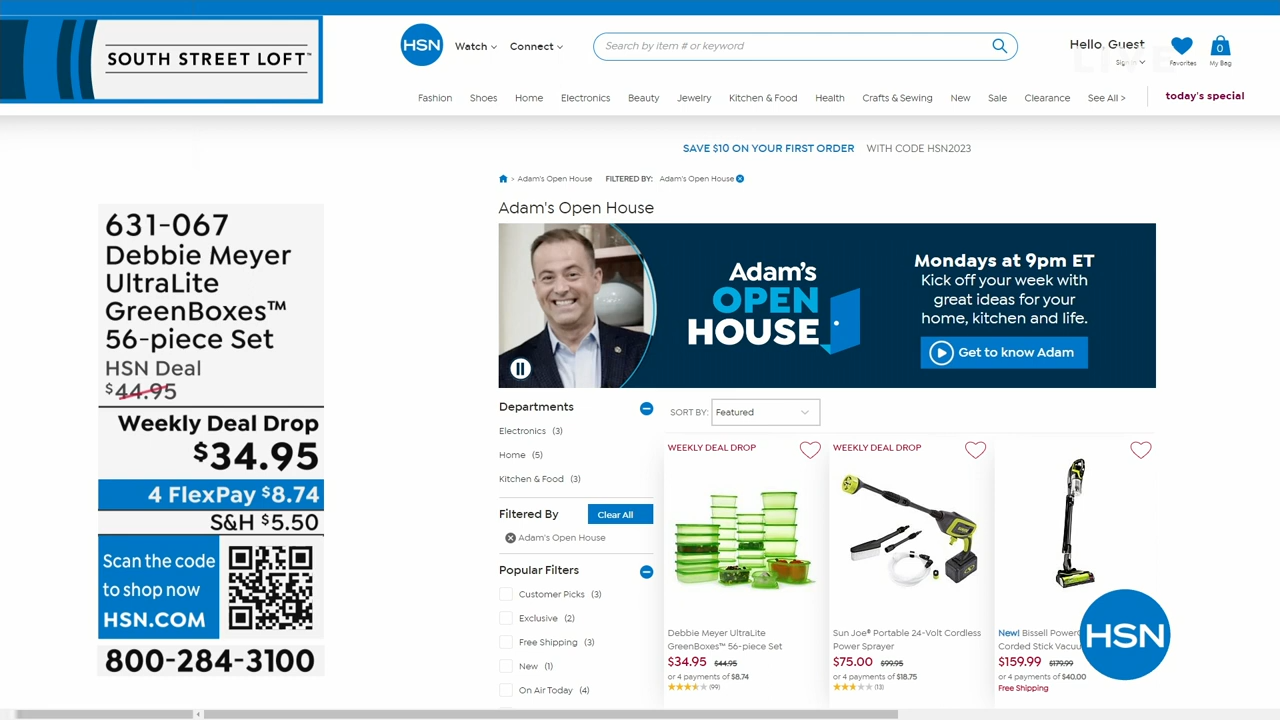 SOUTH STREET LOFT™
HSN
Watch
Connect
Search by item # or keyword
Hello, Guest
LIVE
Favorites
0
My Bag
Fashion
Shoes
Home
Electronics
Beauty
Jewelry
Kitchen & Food
Health
Crafts & Sewing
New
Sale
Clearance
See All >
today's special
SAVE $10 ON YOUR FIRST ORDER WITH CODE HSN2023
> Adam's Open House FILTERED BY: Adam's Open House
Adam's Open House
Adam's
OPEN
HOUSE
Mondays at 9pm ET
Kick off your week with
great ideas for your
home, kitchen and life.
Get to know Adam
631-067
Debbie Meyer
UltraLite
GreenBoxes™
56-piece Set
HSN Deal
$44.95
Weekly Deal Drop
$34.95
4 FlexPay $8.74
S&H $5.50
Scan the code
to shop now
HSN.COM
800-284-3100
Departments
Electronics (3)
Home (5)
Kitchen & Food (3)
Filtered By
Clear All
Adam's Open House
Popular Filters
Customer Picks (3)
Exclusive (2)
Free Shipping (3)
New (1)
On Air Today (4)
SORT BY: Featured
WEEKLY DEAL DROP
Debbie Meyer UltraLite
GreenBoxes™ 56-piece Set
$34.95 $44.95
or 4 payments of $8.74
(99)
WEEKLY DEAL DROP
Sun Joe® Portable 24-Volt Cordless
Power Sprayer
$75.00 $99.95
or 4 payments of $18.75
(13)
New! Bissell Power
Corded Stick Vacuu
$159.99 $179.99
or 4 payments of $40.00
Free Shipping
HSN